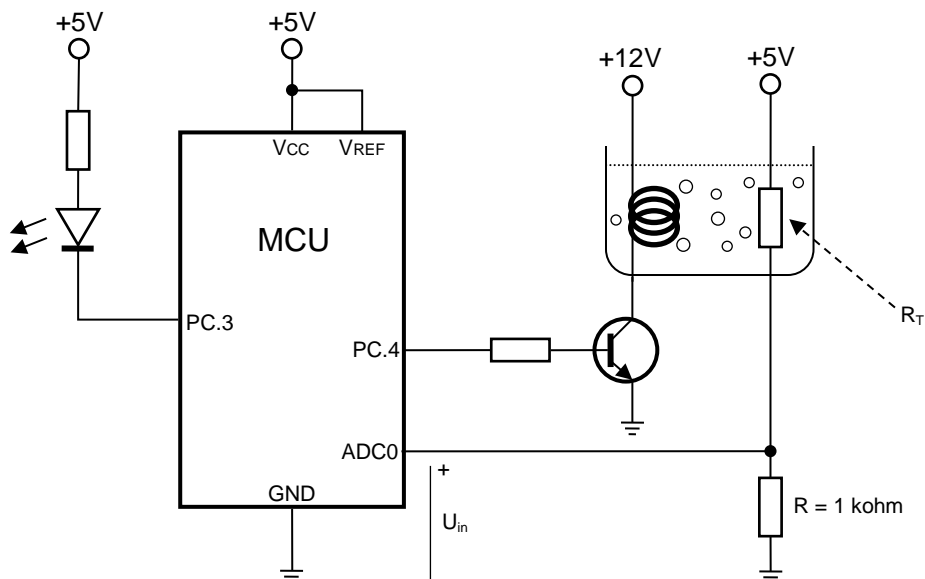 +5V
+5V
+12V
+5V
VCC
VREF
MCU
PC.3
RT
PC.4
ADC0
+
GND
Uin
R = 1 kohm